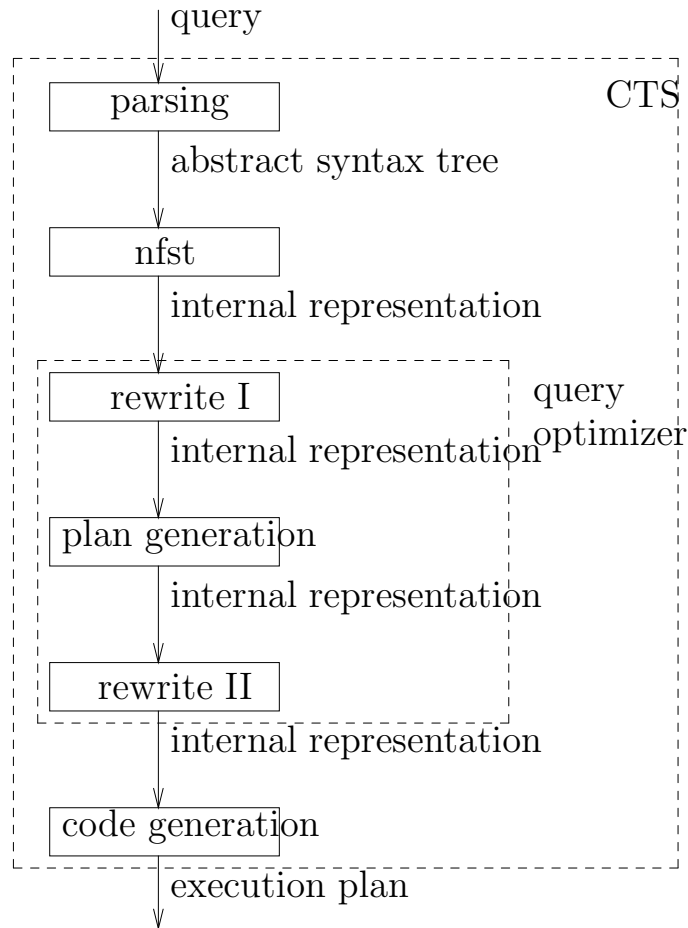 query
parsing
CTS
abstract syntax tree
nfst
internal representation
rewrite I
query
optimizer
internal representation
plan generation
internal representation
rewrite II
internal representation
code generation
execution plan